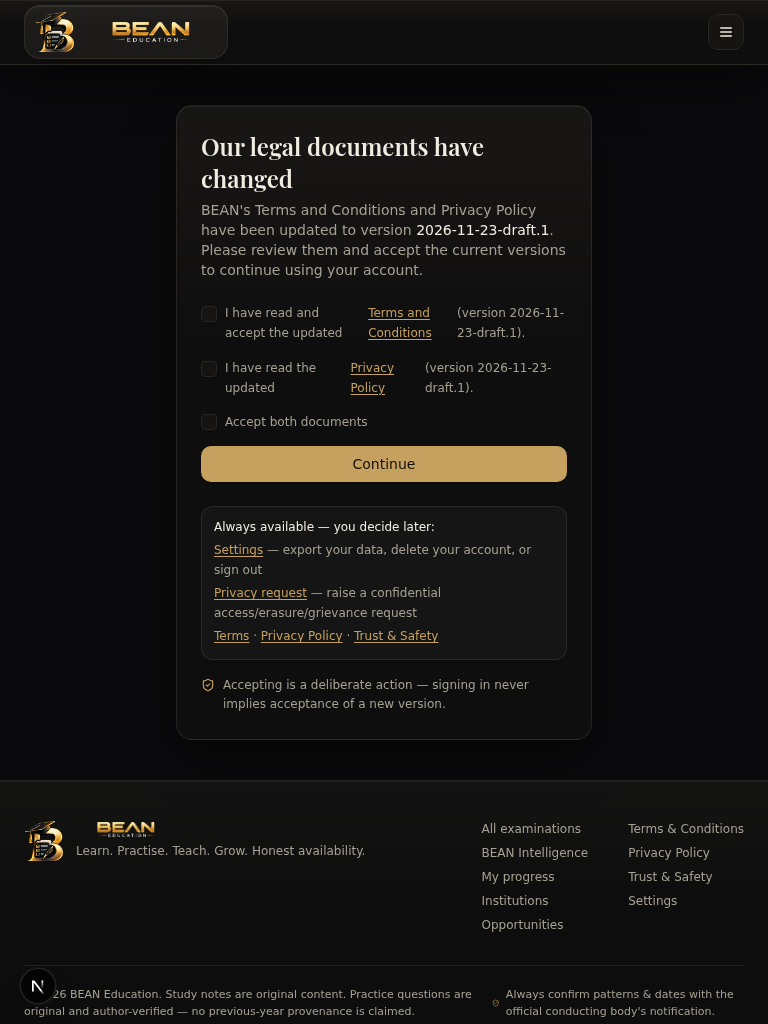 BEAN
EDUCATION
Our legal documents have
changed
BEAN's Terms and Conditions and Privacy Policy
have been updated to version 2026-11-23-draft.1.
Please review them and accept the current versions
to continue using your account.
I have read and accept the updated Terms and Conditions (version 2026-11-23-draft.1).
I have read the updated Privacy Policy (version 2026-11-23-draft.1).
Accept both documents
Continue
Always available — you decide later:
Settings — export your data, delete your account, or
sign out
Privacy request — raise a confidential
access/erasure/grievance request
Terms · Privacy Policy · Trust & Safety
Accepting is a deliberate action — signing in never
implies acceptance of a new version.
BEAN
EDUCATION
Learn. Practise. Teach. Grow. Honest availability.
All examinations
BEAN Intelligence
My progress
Institutions
Opportunities
Terms & Conditions
Privacy Policy
Trust & Safety
Settings
N
26 BEAN Education. Study notes are original content. Practice questions are
original and author-verified — no previous-year provenance is claimed.
Always confirm patterns & dates with the
official conducting body's notification.